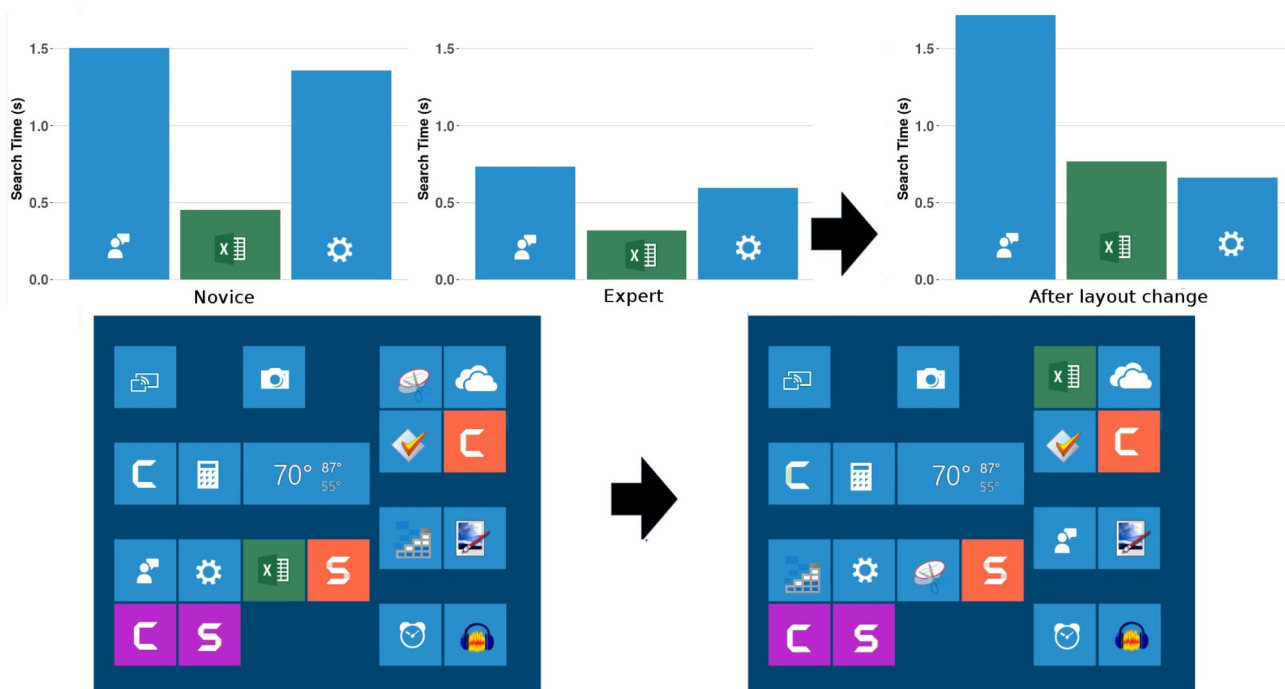 Search Time (s)
1.5
1.0
0.5
0.0
X
Novice
Search Time (s)
1.5
1.0
0.5
0.0
X
Expert
Search Time (s)
1.5
1.0
0.5
0.0
X
After layout change
C
C
70° 87°
55°
X
S
C
S
X
C
C
70° 87°
55°
S
C
S